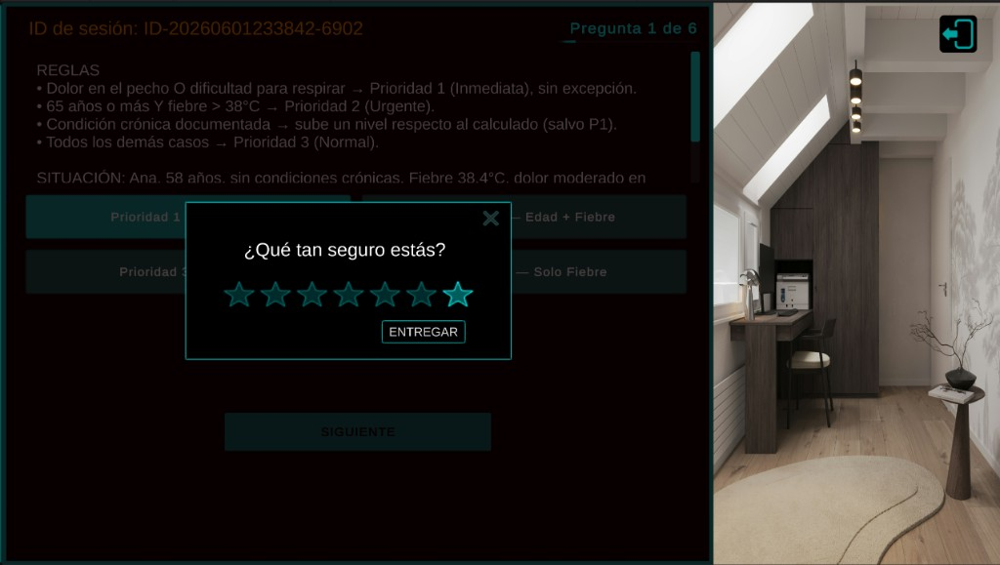 ID de sesión: ID-20260601233842-6902
Pregunta 1 de 6
REGLAS
• Dolor en el pecho O dificultad para respirar → Prioridad 1 (Inmediata), sin excepción.
• 65 años o más Y fiebre > 38°C → Prioridad 2 (Urgente).
• Condición crónica documentada → sube un nivel respecto al calculado (salvo P1).
• Todos los demás casos → Prioridad 3 (Normal).
SITUACIÓN: Ana, 58 años, sin condiciones crónicas. Fiebre 38.4°C, dolor moderado en
Prioridad 1
— Edad + Fiebre
Prioridad 3
— Solo Fiebre
¿Qué tan seguro estás?
ENTREGAR
SIGUIENTE